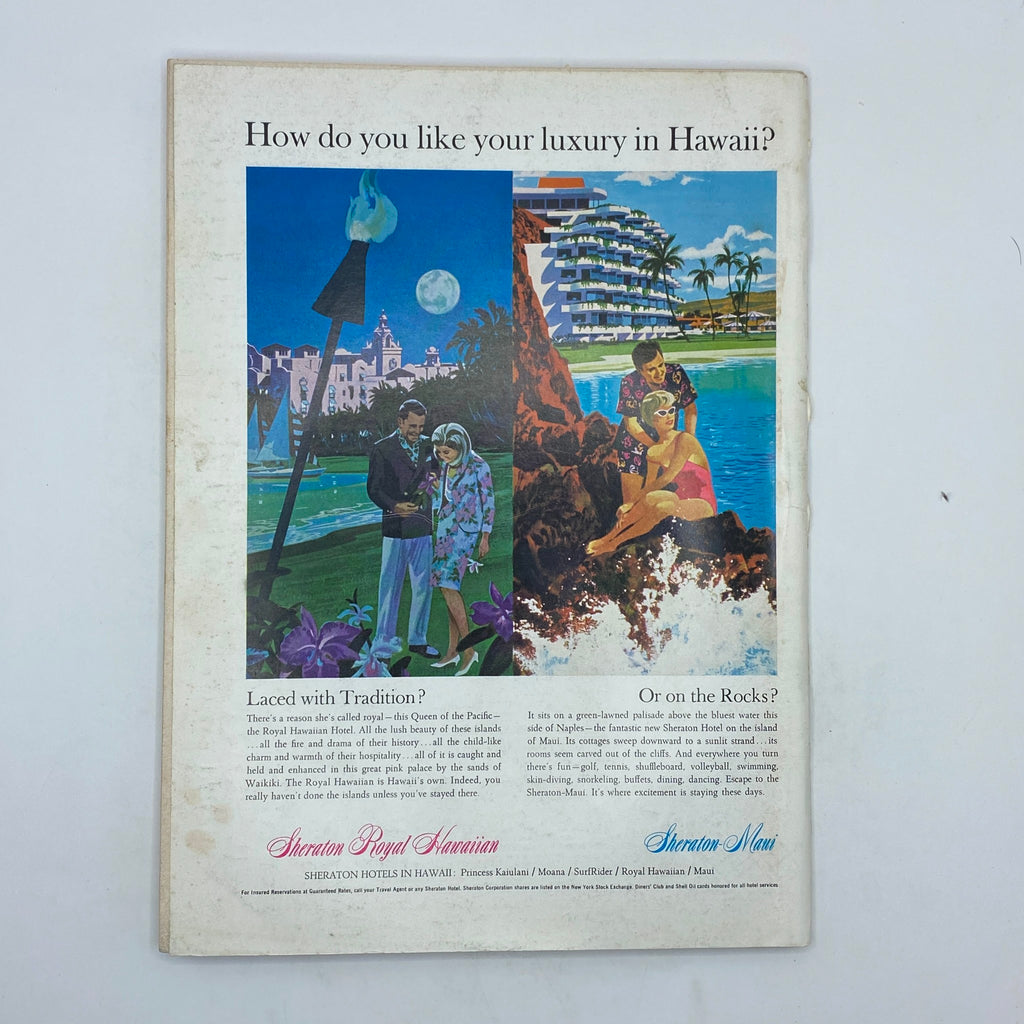 How do you like your luxury in Hawaii?
Laced with Tradition?
There's a reason she's called royal—this Queen of the Pacific—
the Royal Hawaiian Hotel. All the lush beauty of these islands
...all the fire and drama of their history...all the child-like
charm and warmth of their hospitality...all of it is caught and
held and enhanced in this great pink palace by the sands of
Waikiki. The Royal Hawaiian is Hawaii's own. Indeed, you
really haven't done the islands unless you've stayed there.
Or on the Rocks?
It sits on a green-lawned palisade above the bluest water this
side of Naples—the fantastic new Sheraton Hotel on the island
of Maui. Its cottages sweep downward to a sunlit strand...its
rooms seem carved out of the cliffs. And everywhere you turn
there's fun—golf, tennis, shuffleboard, volleyball, swimming,
skin-diving, snorkeling, buffets, dining, dancing. Escape to the
Sheraton-Maui. It's where excitement is staying these days.
Sheraton Royal Hawaiian
Sheraton-Maui
SHERATON HOTELS IN HAWAII: Princess Kaiulani / Moana / SurfRider / Royal Hawaiian / Maui
For Insured Reservations at Guaranteed Rates, call your Travel Agent or any Sheraton Hotel. Sheraton Corporation shares are listed on the New York Stock Exchange. Diners' Club and Shell Oil cards honored for all hotel services